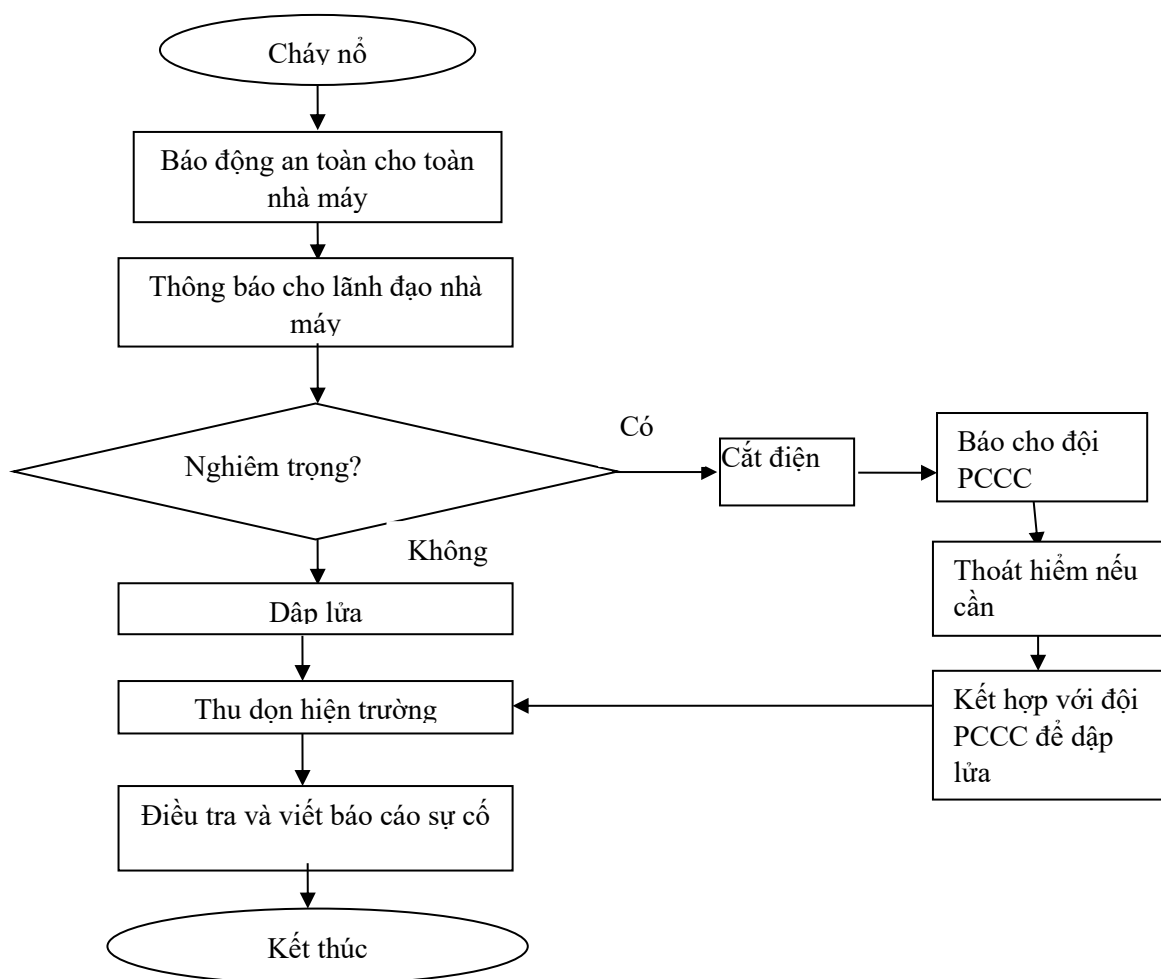 Cháy nổ
Báo động an toàn cho toàn
nhà máy
Thông báo cho lãnh đạo nhà
máy
Nghiêm trọng?
Có
Cắt điện
Báo cho đội
PCCC
Không
Thoát hiểm nếu
cần
Dập lửa
Thu dọn hiện trường
Kết hợp với đội
PCCC để dập
lửa
Điều tra và viết báo cáo sự cố
Kết thúc